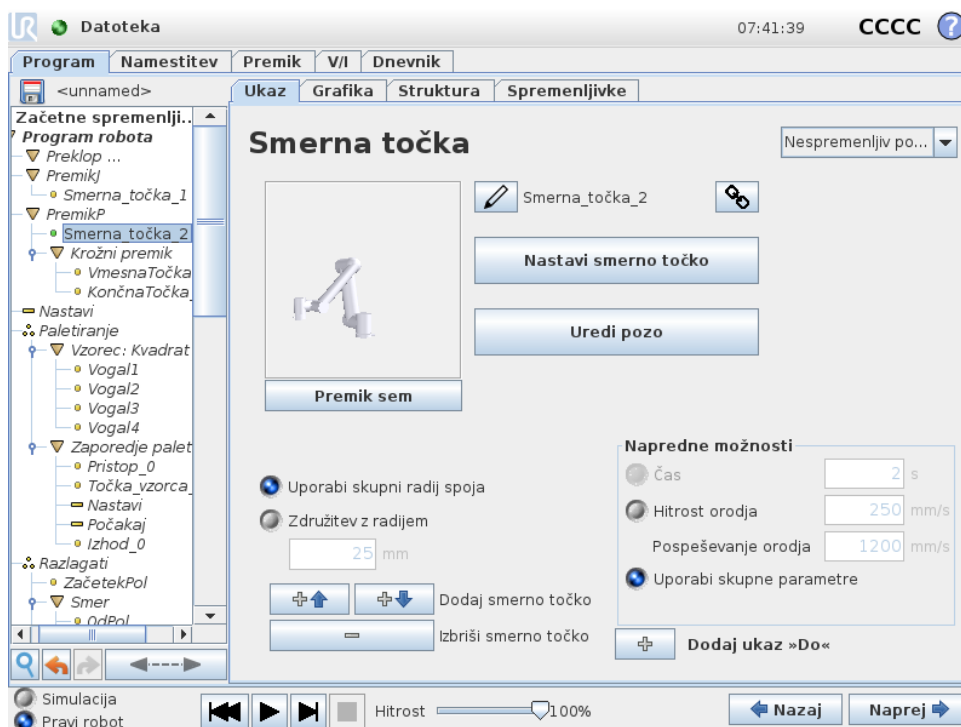 UR Datoteka 07:41:39 CCCC ?
Program Namestitev Premik V/I Dnevnik
<unnamed> Ukaz Grafika Struktura Spremenljivke
Začetne spremenlji..
Program robota
Preklop ...
PremikJ
Smerna_točka_1
PremikP
Smerna_točka_2
Krožni premik
VmesnaTočka
KončnaTočka_
Nastavi
Paletiranje
Vzorec: Kvadrat
Vogal1
Vogal2
Vogal3
Vogal4
Zaporedje palet
Pristop_0
Točka_vzorca_
Nastavi
Počakaj
Izhod_0
Razlagati
ZačetekPol
Smer
OdPol
Smerna točka
Nespremenljiv po...
Smerna_točka_2
Nastavi smerno točko
Uredi pozo
Premik sem
Uporabi skupni radij spoja
Združitev z radijem
25 mm
Dodaj smerno točko
Izbriši smerno točko
Napredne možnosti
Čas 2 s
Hitrost orodja 250 mm/s
Pospeševanje orodja 1200 mm/s
Uporabi skupne parametre
Dodaj ukaz »Do«
Simulacija
Pravi robot
Hitrost 100%
Nazaj Naprej